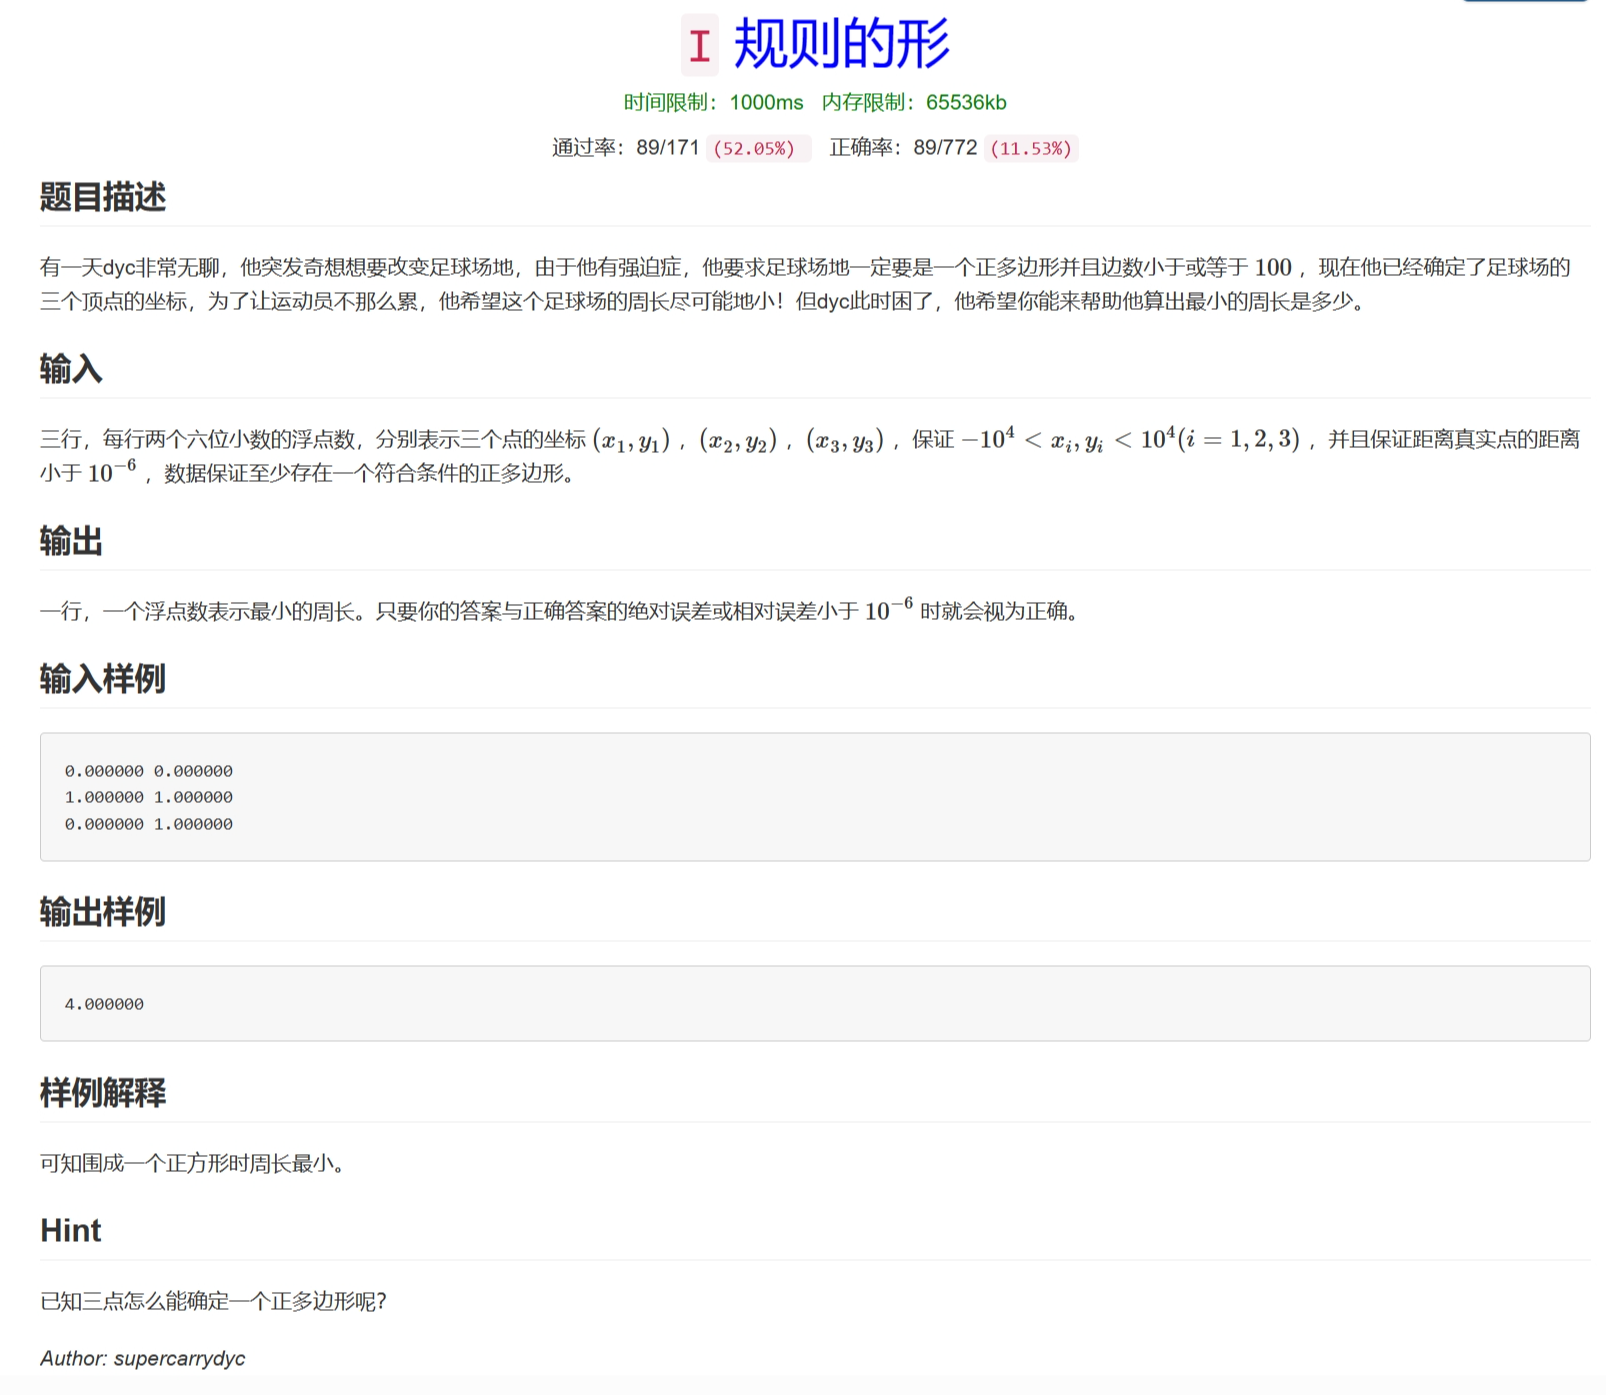 I 规则的形
时间限制：1000ms 内存限制：65536kb
通过率：89/171 (52.05%) 正确率：89/772 (11.53%)
题目描述
有一天dyc非常无聊，他突发奇想想要改变足球场地，由于他有强迫症，他要求足球场地一定要是一个正多边形并且边数小于或等于 100 ，现在他已经确定了足球场的
三个顶点的坐标，为了让运动员不那么累，他希望这个足球场的周长尽可能地小！但dyc此时困了，他希望你能来帮助他算出最小的周长是多少。
输入
三行，每行两个六位小数的浮点数，分别表示三个点的坐标 (x₁, y₁) ，(x₂, y₂) ，(x₃, y₃) ，保证 −10⁴ < xᵢ, yᵢ < 10⁴(i = 1, 2, 3) ，并且保证距离真实点的距离
小于 10⁻⁶ ，数据保证至少存在一个符合条件的正多边形。
输出
一行，一个浮点数表示最小的周长。只要你的答案与正确答案的绝对误差或相对误差小于 10⁻⁶ 时就会视为正确。
输入样例
0.000000 0.000000
1.000000 1.000000
0.000000 1.000000
输出样例
4.000000
样例解释
可知围成一个正方形时周长最小。
Hint
已知三点怎么能确定一个正多边形呢？
Author: supercarrydyc